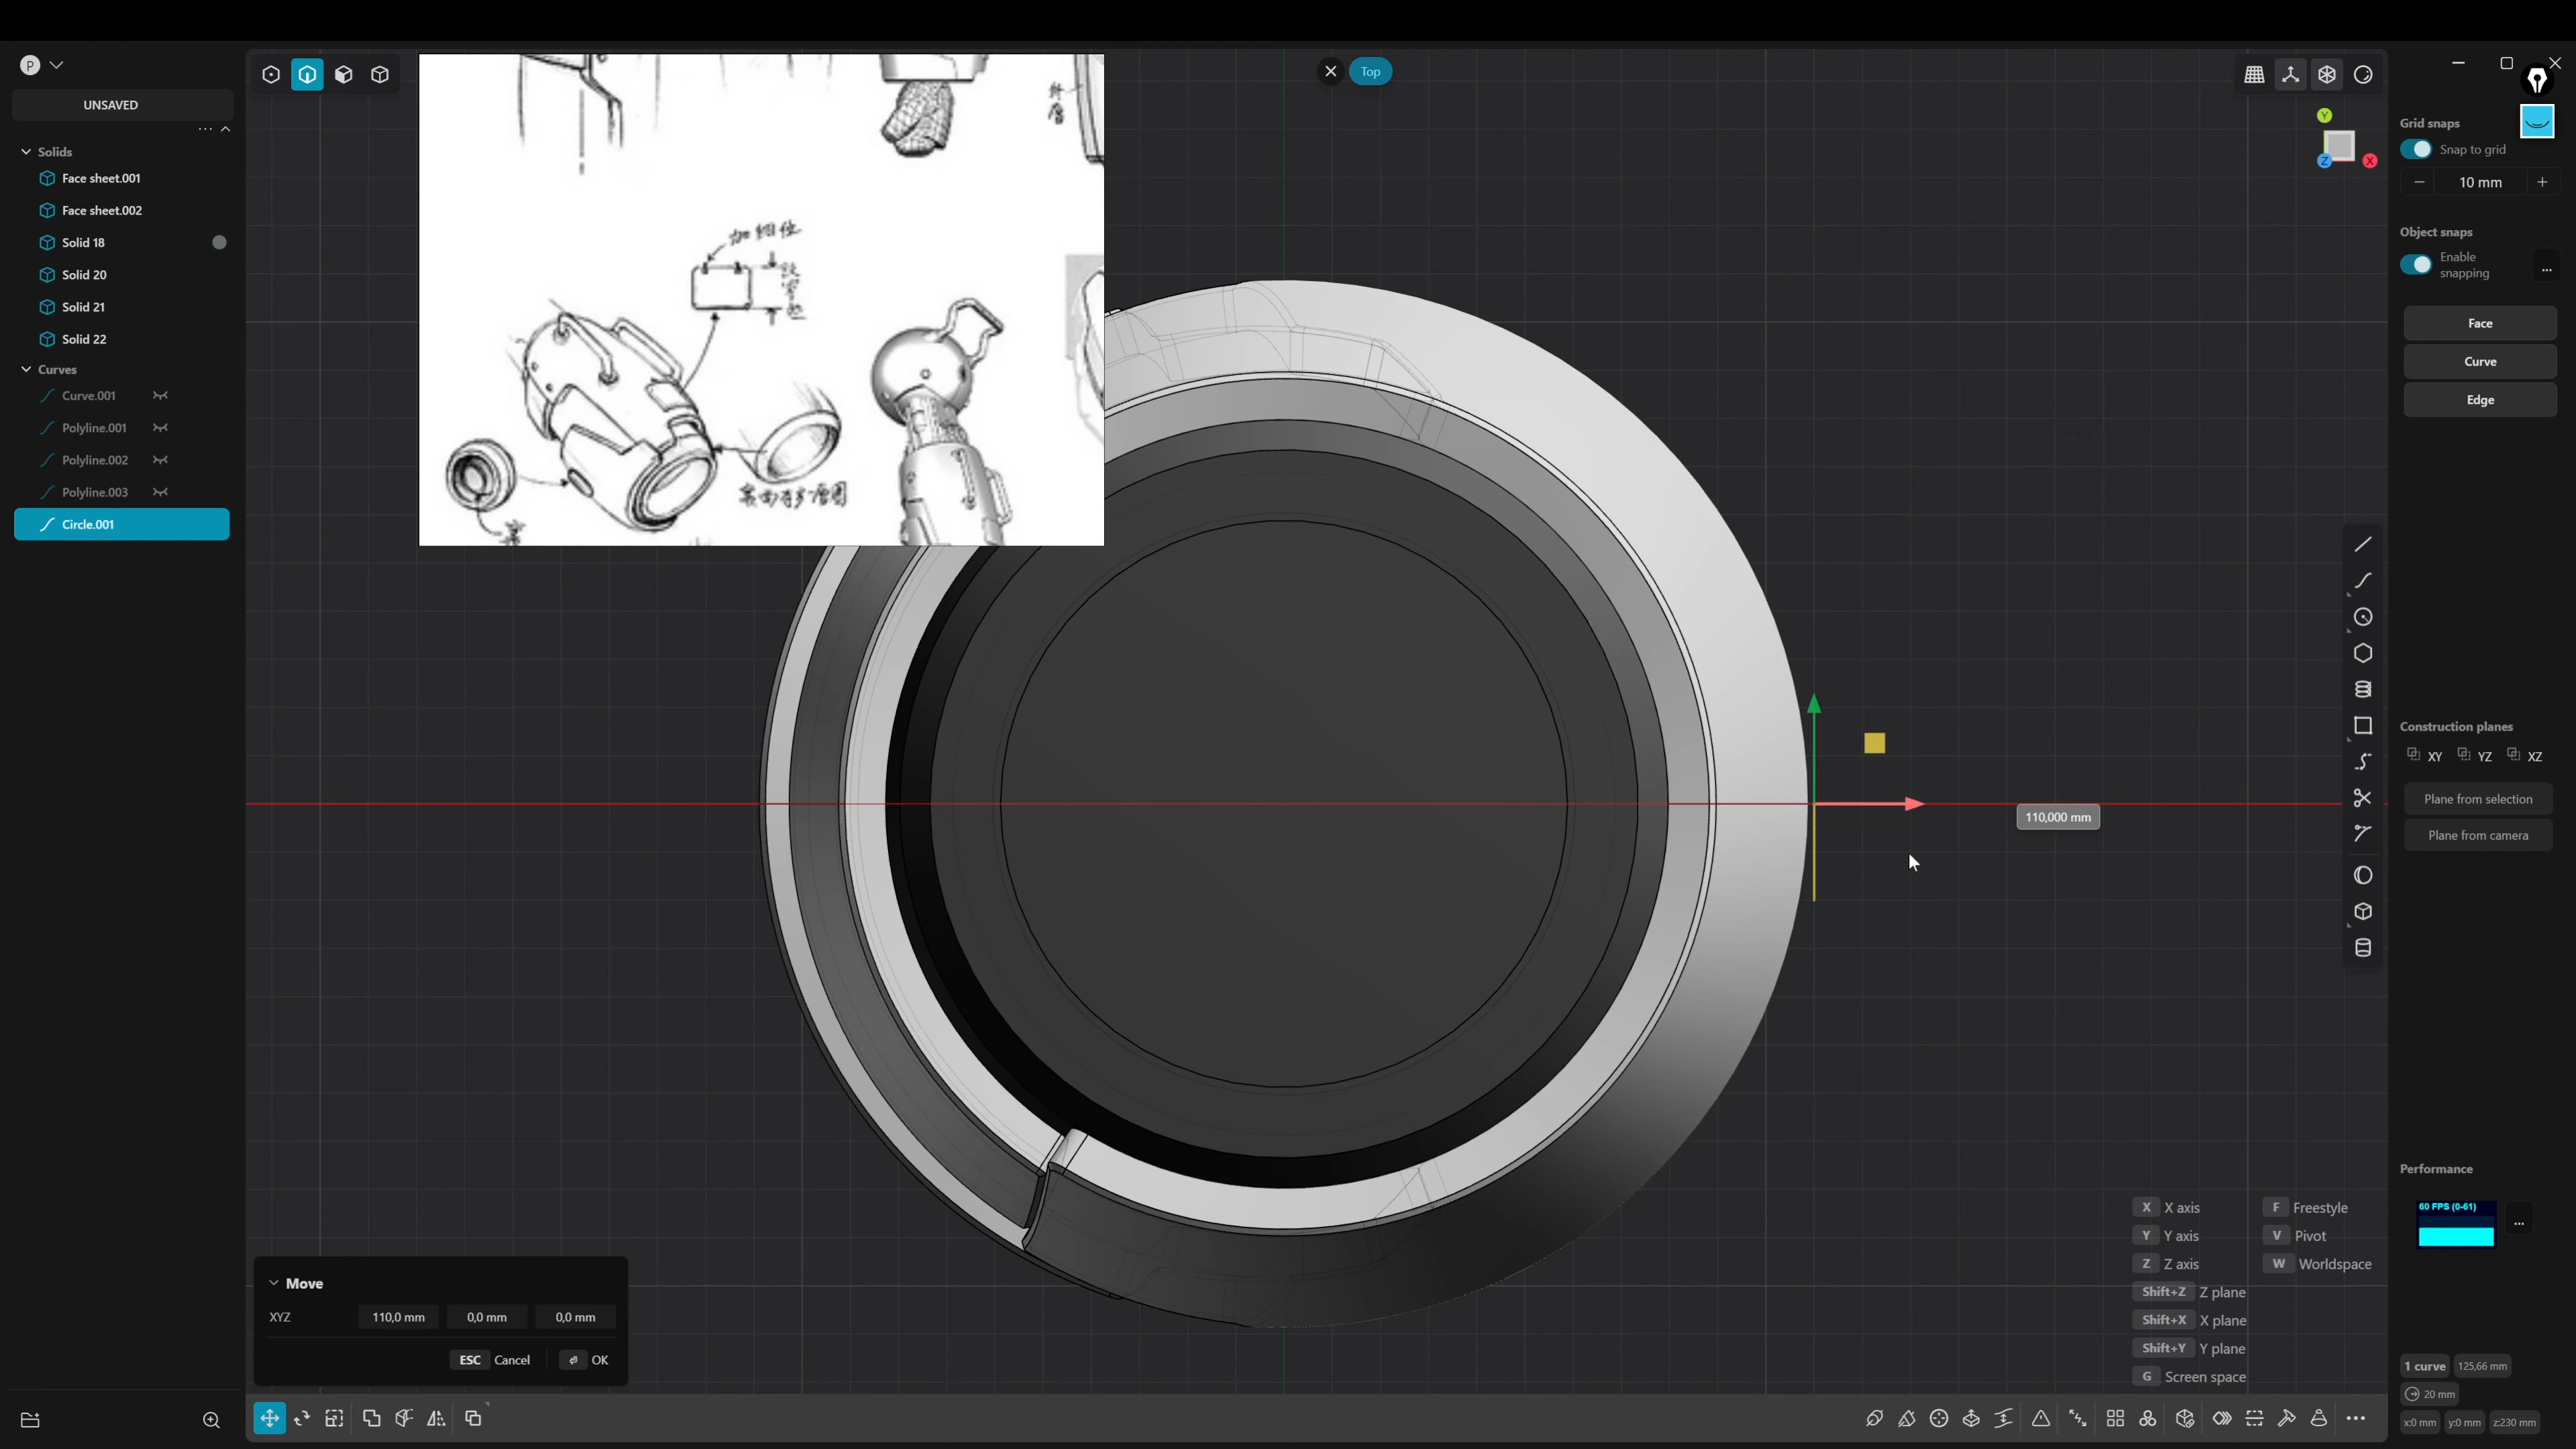 P
UNSAVED
Top
Y
Z
X
Solids
Face sheet.001
Face sheet.002
Solid 18
Solid 20
Solid 21
Solid 22
Curves
Curve.001
Polyline.001
Polyline.002
Polyline.003
Circle.001
Grid snaps
Snap to grid
10 mm
Object snaps
Enable
snapping
...
Face
Curve
Edge
110,000 mm
Construction planes
XY YZ XZ
Plane from selection
Plane from camera
Performance
60 FPS (0-61)
...
X X axis F Freestyle
Y Y axis V Pivot
Z Z axis W Worldspace
Shift+Z Z plane
Shift+X X plane
Shift+Y Y plane
G Screen space
Move
XYZ 110,0 mm 0,0 mm 0,0 mm
ESC Cancel OK
1 curve 125,66 mm
20 mm
x:0 mm y:0 mm z:230 mm